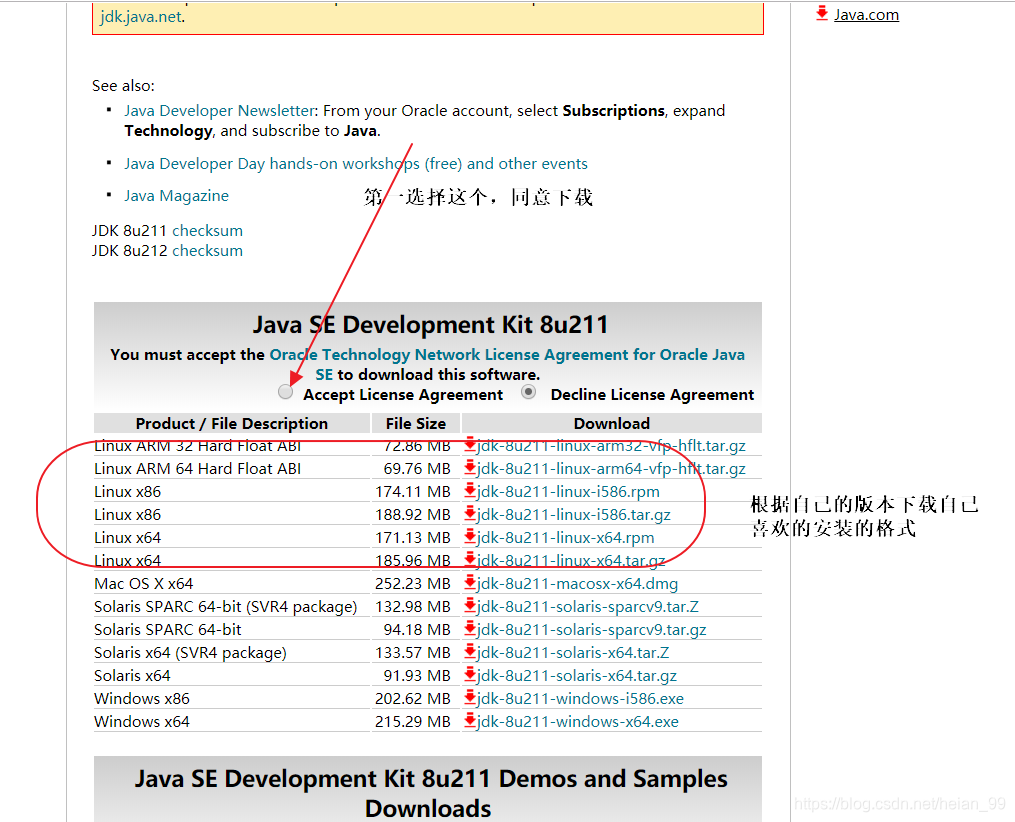 jdk.java.net.
Java.com
See also:
Java Developer Newsletter: From your Oracle account, select Subscriptions, expand
Technology, and subscribe to Java.
Java Developer Day hands-on workshops (free) and other events
Java Magazine
第一选择这个，同意下载
JDK 8u211 checksum
JDK 8u212 checksum
Java SE Development Kit 8u211
You must accept the Oracle Technology Network License Agreement for Oracle Java
SE to download this software.
Accept License Agreement Decline License Agreement
Product / File Description File Size Download
Linux ARM 32 Hard Float ABI 72.86 MB jdk-8u211-linux-arm32-vfp-hflt.tar.gz
Linux ARM 64 Hard Float ABI 69.76 MB jdk-8u211-linux-arm64-vfp-hflt.tar.gz
Linux x86 174.11 MB jdk-8u211-linux-i586.rpm
Linux x86 188.92 MB jdk-8u211-linux-i586.tar.gz
Linux x64 171.13 MB jdk-8u211-linux-x64.rpm
Linux x64 185.96 MB jdk-8u211-linux-x64.tar.gz
Mac OS X x64 252.23 MB jdk-8u211-macosx-x64.dmg
Solaris SPARC 64-bit (SVR4 package) 132.98 MB jdk-8u211-solaris-sparcv9.tar.Z
Solaris SPARC 64-bit 94.18 MB jdk-8u211-solaris-sparcv9.tar.gz
Solaris x64 (SVR4 package) 133.57 MB jdk-8u211-solaris-x64.tar.Z
Solaris x64 91.93 MB jdk-8u211-solaris-x64.tar.gz
Windows x86 202.62 MB jdk-8u211-windows-i586.exe
Windows x64 215.29 MB jdk-8u211-windows-x64.exe
根据自己的版本下载自己
喜欢的安装的格式
Java SE Development Kit 8u211 Demos and Samples
Downloads
https://blog.csdn.net/heian_99